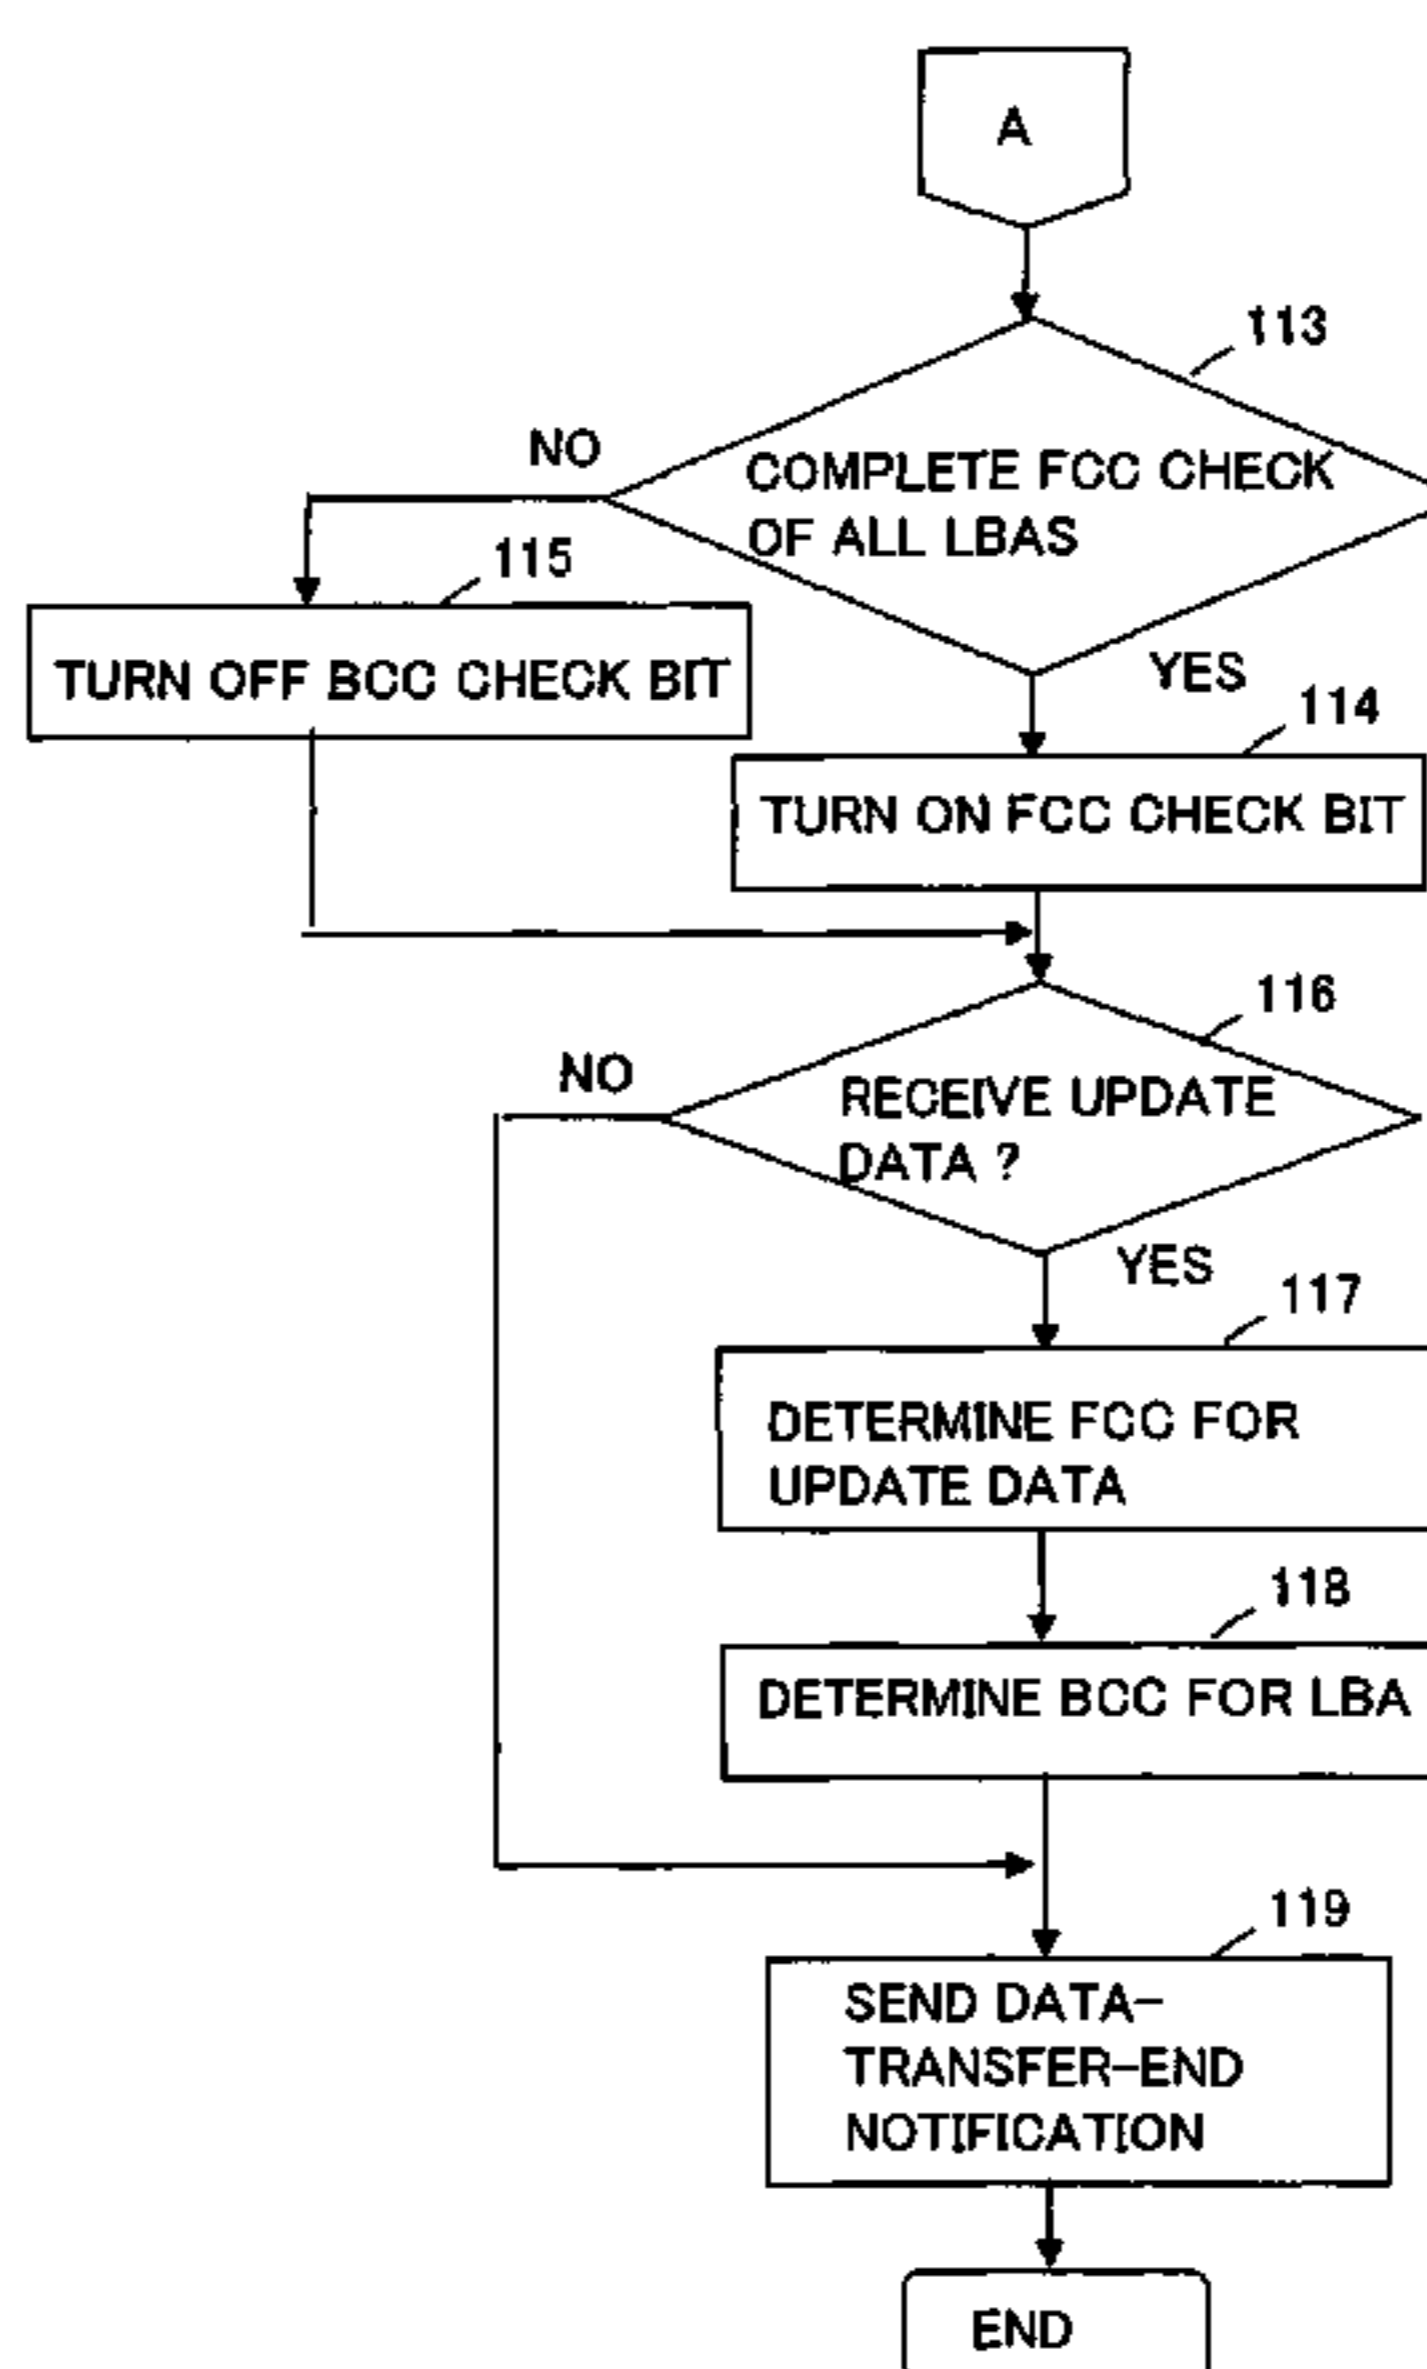 A
113
NO
COMPLETE FCC CHECK
OF ALL LBAS
115
TURN OFF BCC CHECK BIT
YES
114
TURN ON FCC CHECK BIT
116
NO
RECEIVE UPDATE
DATA ?
YES
117
DETERMINE FCC FOR
UPDATE DATA
118
DETERMINE BCC FOR LBA
119
SEND DATA-
TRANSFER-END
NOTIFICATION
END